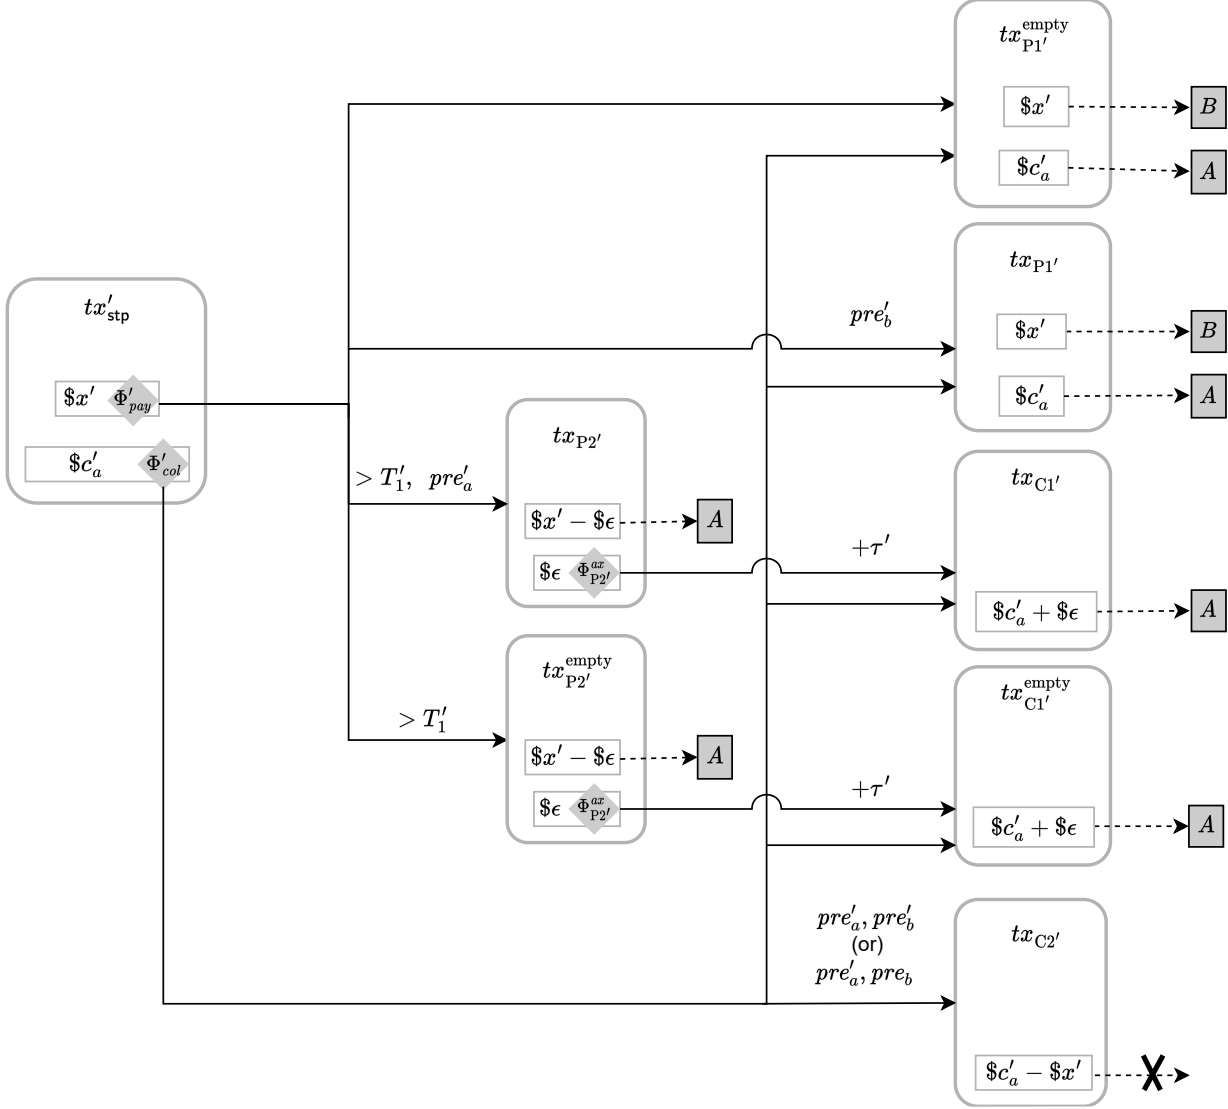 tx′_stp
$x′ Φ′_pay
$c′_a Φ′_col
> T′_1, pre′_a
> T′_1
tx_P2′
$x′ − $ϵ
A
$ϵ Φ^ax_P2′
tx^empty_P2′
$x′ − $ϵ
A
$ϵ Φ^ax_P2′
tx^empty_P1′
$x′
B
$c′_a
A
pre′_b
tx_P1′
$x′
B
$c′_a
A
+τ′
tx_C1′
$c′_a + $ϵ
A
+τ′
tx^empty_C1′
$c′_a + $ϵ
A
pre′_a, pre′_b
(or)
pre′_a, pre_b
tx_C2′
$c′_a − $x′